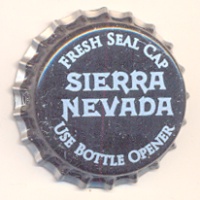 FRESH SEAL CAP
SIERRA
NEVADA
USE BOTTLE OPENER